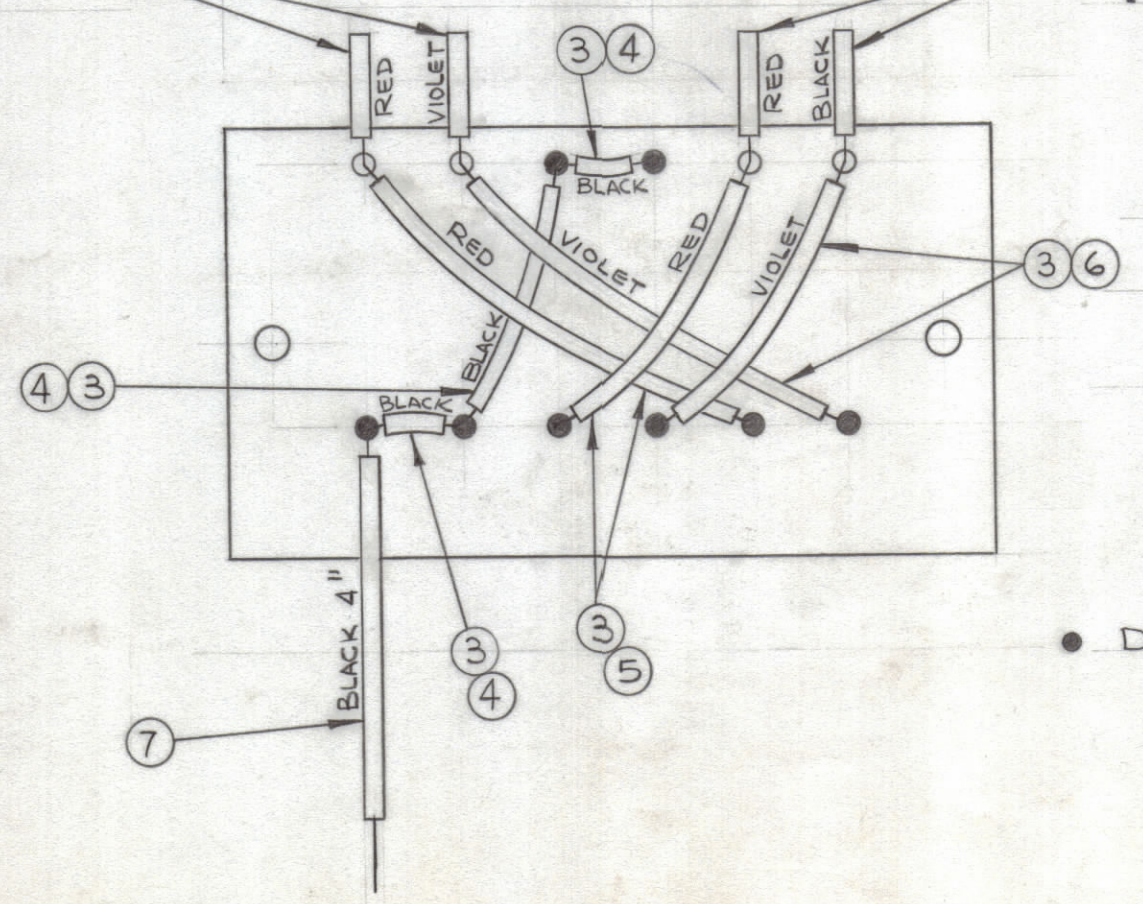 RED
VIOLET
3 4
RED
BLACK
BLACK
RED
VIOLET
RED
VIOLET
3 6
BLACK
4 3
BLACK
3
4
3
5
BLACK 4"
7
D